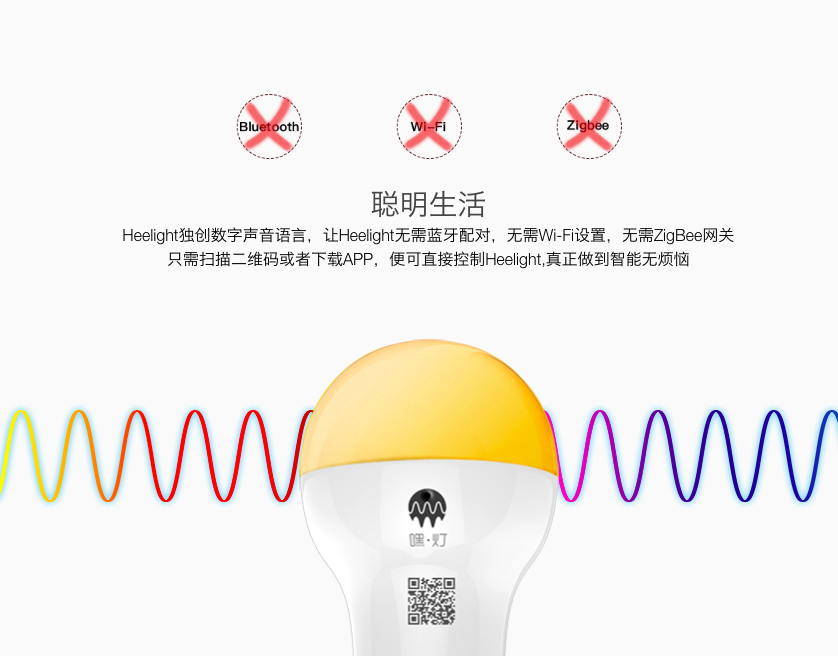 Bluetooth
Wi-Fi
Zigbee
聪明生活
Heelight独创数字声音语言，让Heelight无需蓝牙配对，无需Wi-Fi设置，无需ZigBee网关
只需扫描二维码或者下载APP，便可直接控制Heelight,真正做到智能无烦恼
嘿·灯